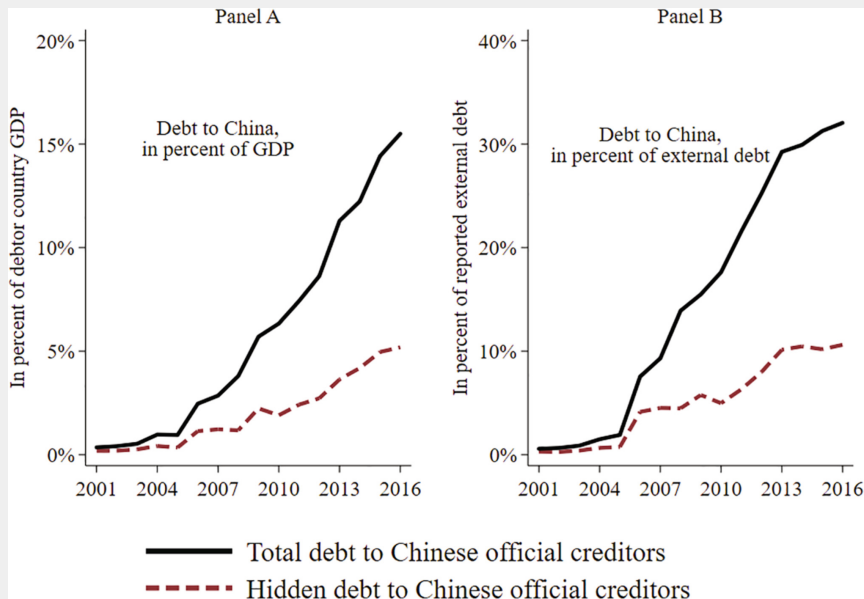 Panel A
In percent of debtor country GDP
20%
15%
10%
5%
0%
Debt to China,
in percent of GDP
2001 2004 2007 2010 2013 2016
Panel B
In percent of reported external debt
40%
30%
20%
10%
0%
Debt to China,
in percent of external debt
2001 2004 2007 2010 2013 2016
Total debt to Chinese official creditors
Hidden debt to Chinese official creditors